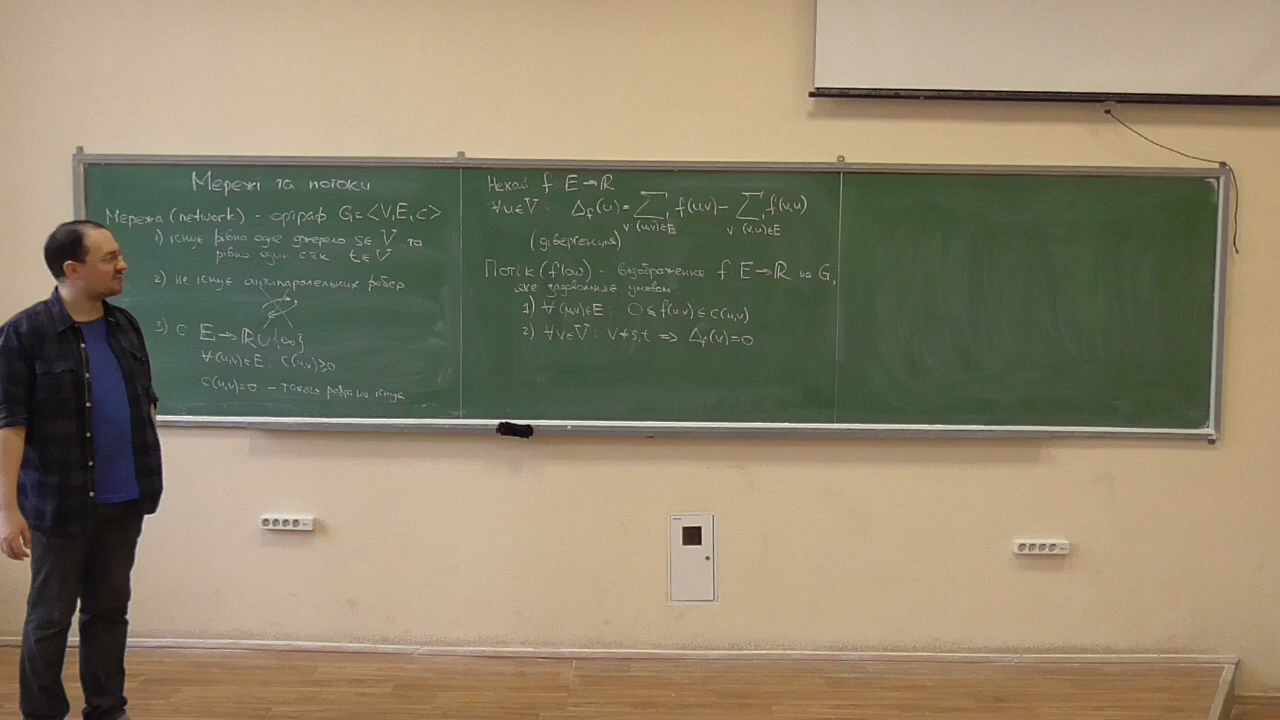 Мережі та потоки
Мережа (network) - орграф G = <V, E, c>
1) існує рівно одне джерело s ∈ V та
рівно один стік t ∈ V
2) не існує антипаралельних ребер
3) c E → ℝ ∪ {∞}
∀(u,v) ∈ E : c(u,v) ≥ 0
c(u,v) = 0 - такого ребра не існує
Нехай f E → ℝ
∀u ∈ V : Δf(u) = ∑ f(u,v) - ∑ f(v,u)
v: (u,v) ∈ E v: (v,u) ∈ E
(дівергенція)
Потік (flow) - відображення f: E → ℝ на G,
яке задовольняє умовам
1) ∀(u,v) ∈ E : 0 ≤ f(u,v) ≤ c(u,v)
2) ∀v ∈ V : v ≠ s,t ⇒ Δf(v) = 0